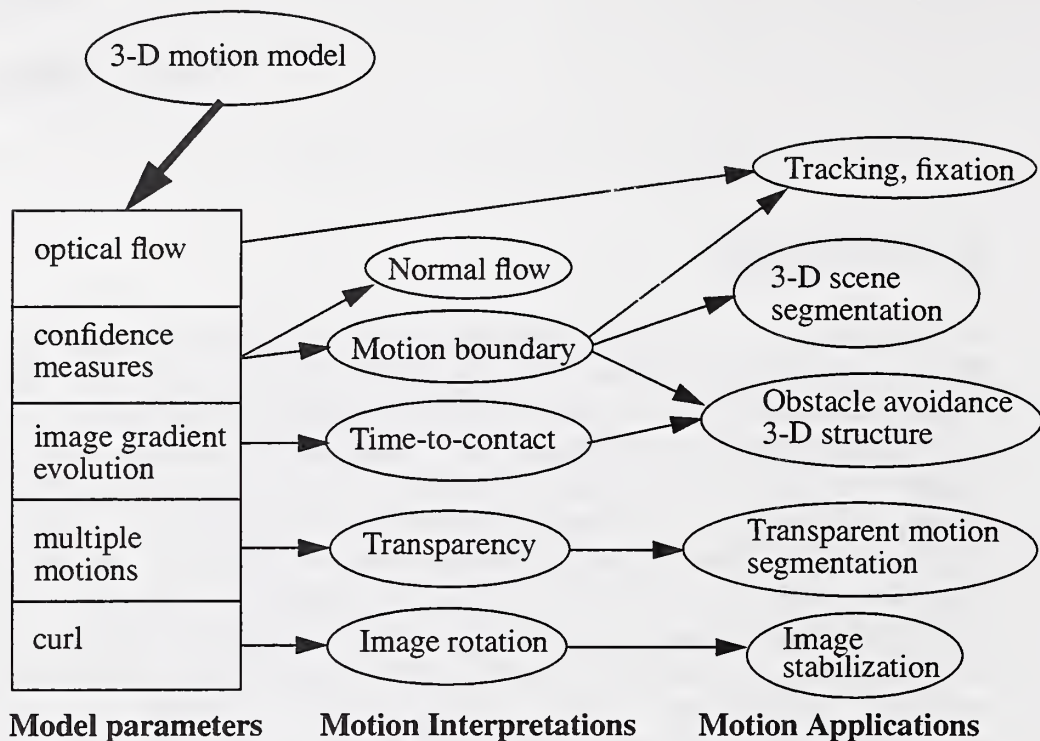 3-D motion model
Tracking, fixation
optical flow
Normal flow
3-D scene
segmentation
confidence
measures
Motion boundary
Obstacle avoidance
3-D structure
image gradient
evolution
Time-to-contact
multiple
motions
Transparency
Transparent motion
segmentation
curl
Image rotation
Image
stabilization
Model parameters
Motion Interpretations
Motion Applications